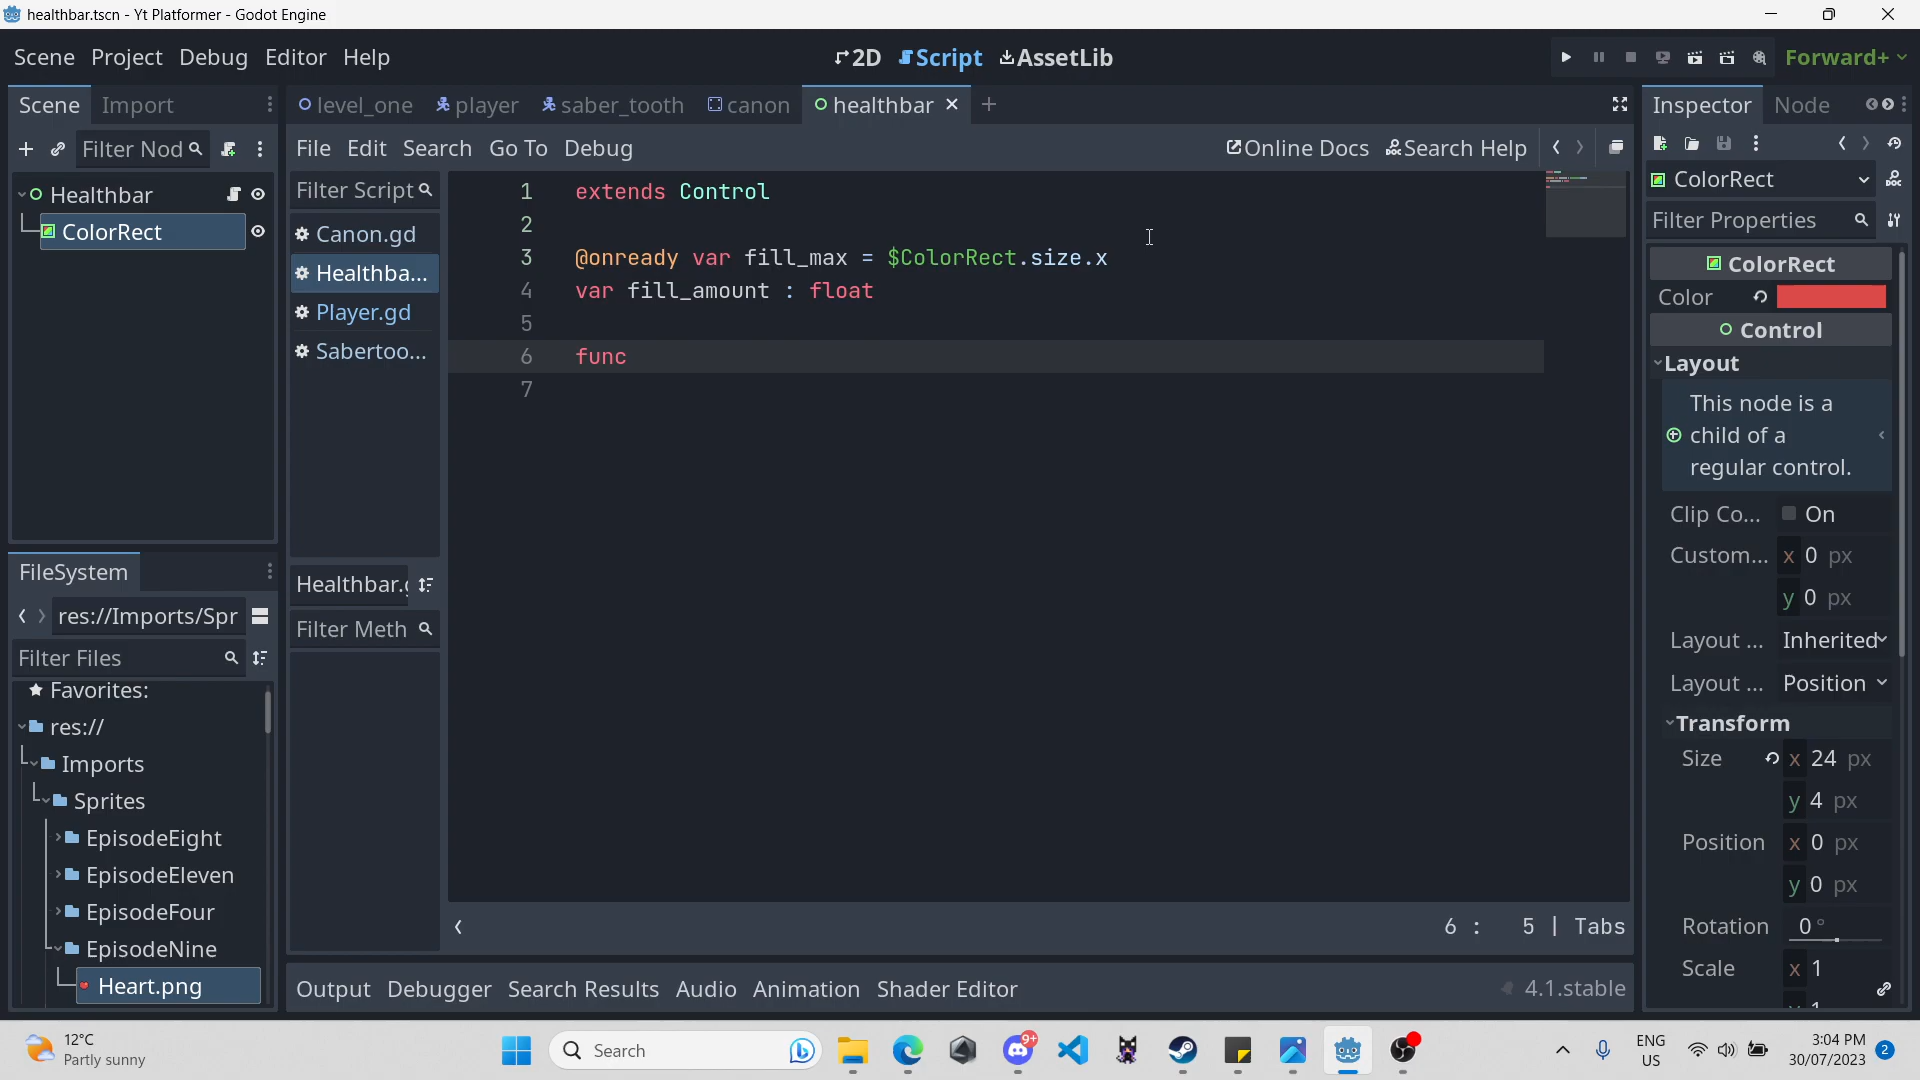 healthbar.tscn - Yt Platformer - Godot Engine
Scene Project Debug Editor Help
2D Script AssetLib
Forward+
Scene Import
level_one player saber_tooth canon healthbar
Inspector Node
Filter Nod
File Edit Search Go To Debug
Online Docs Search Help
Healthbar
ColorRect
Filter Script
Canon.gd
Healthba...
Player.gd
Sabertoo...
1 extends Control
2
3 @onready var fill_max = $ColorRect.size.x
4 var fill_amount : float
5
6 func
7
Healthbar.g
Filter Meth
6 : 5 | Tabs
FileSystem
res://Imports/Spr
Filter Files
Favorites:
res://
Imports
Sprites
EpisodeEight
EpisodeEleven
EpisodeFour
EpisodeNine
Heart.png
ColorRect
Filter Properties
ColorRect
Color
Control
Layout
This node is a
child of a
regular control.
Clip Co... On
Custom... x 0 px
y 0 px
Layout ... Inherited
Layout ... Position
Transform
Size x 24 px
y 4 px
Position x 0 px
y 0 px
Rotation 0 °
Scale x 1
Output Debugger Search Results Audio Animation Shader Editor
4.1.stable
12°C
Partly sunny
Search
9+
ENG
US
3:04 PM
30/07/2023
2